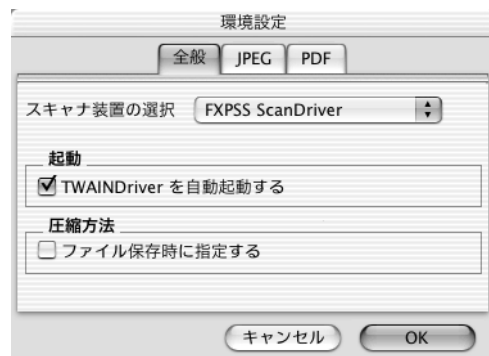 環境設定
全般 JPEG PDF
スキャナ装置の選択 FXPSS ScanDriver
起動
TWAINDriver を自動起動する
圧縮方法
ファイル保存時に指定する
キャンセル OK